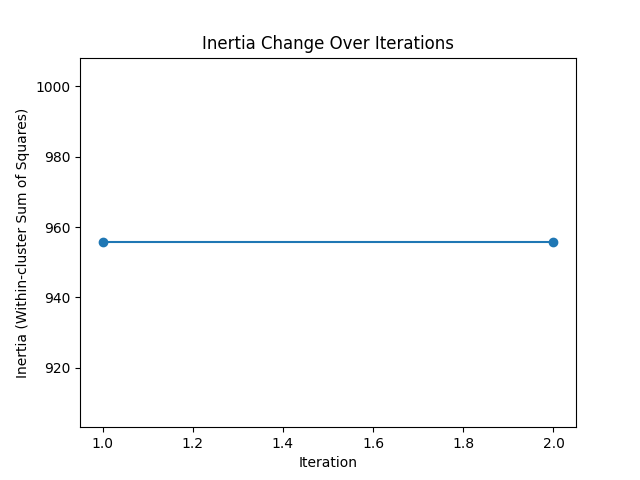 Inertia Change Over Iterations
Inertia (Within-cluster Sum of Squares)
1000
980
960
940
920
1.0 1.2 1.4 1.6 1.8 2.0
Iteration